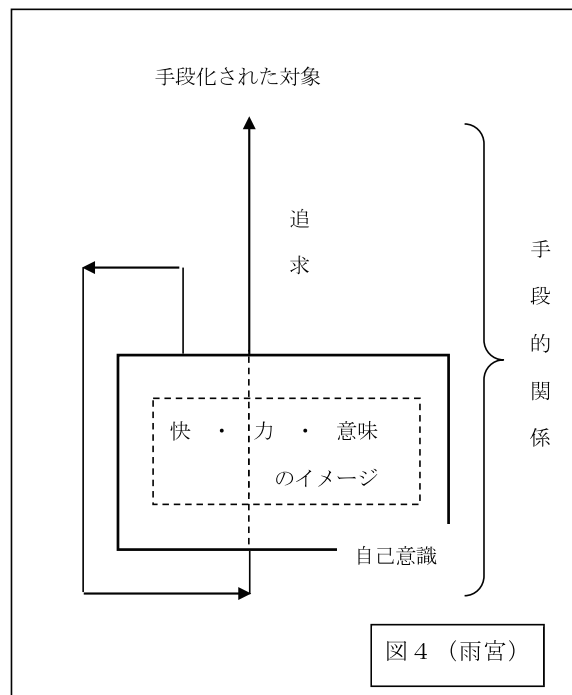 手段化された対象
追求
手段的関係
快 ・ 力 ・ 意味
のイメージ
自己意識
図４（雨宮）